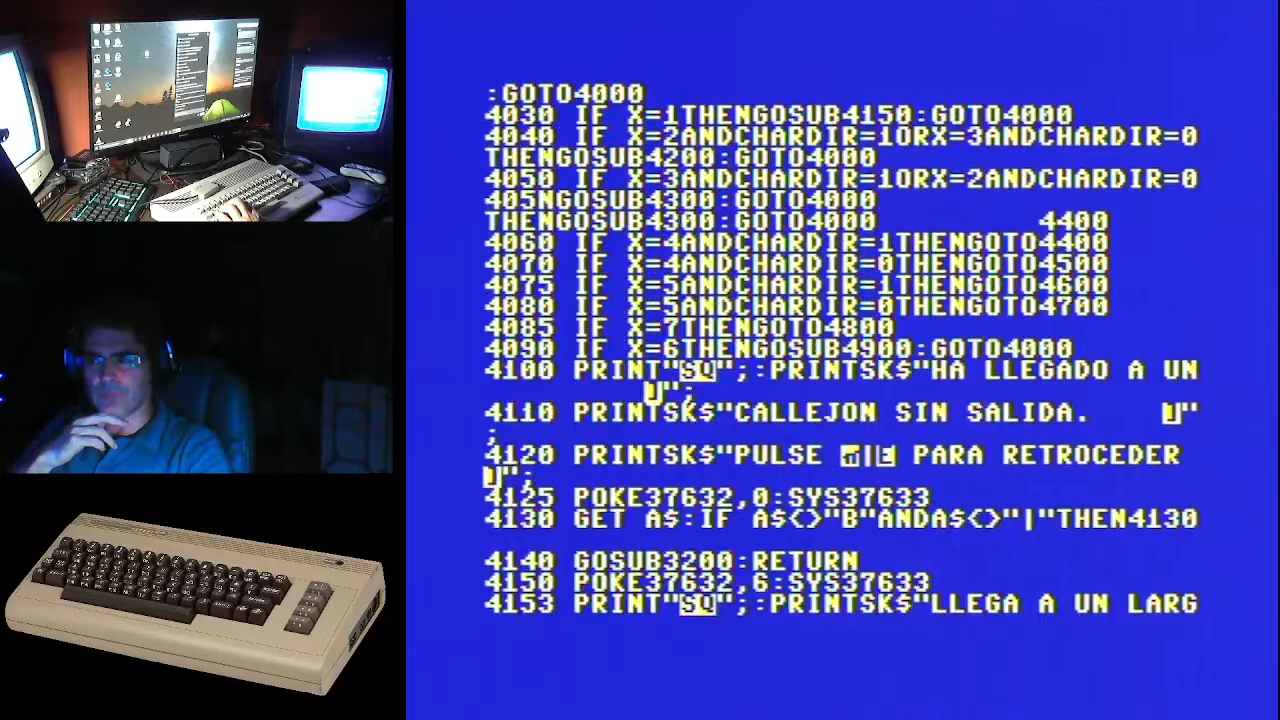 :GOTO4000
4030 IF X=1THENGOSUB4150:GOTO4000
4040 IF X=2ANDCHARDIR=1ORX=3ANDCHARDIR=0
THENGOSUB4200:GOTO4000
4050 IF X=3ANDCHARDIR=1ORX=2ANDCHARDIR=0
405NGOSUB4300:GOTO4000
THENGOSUB4300:GOTO4000 4400
4060 IF X=4ANDCHARDIR=1THENGOTO4400
4070 IF X=4ANDCHARDIR=0THENGOTO4500
4075 IF X=5ANDCHARDIR=1THENGOTO4600
4080 IF X=5ANDCHARDIR=0THENGOTO4700
4085 IF X=7THENGOTO4800
4090 IF X=6THENGOSUB4900:GOTO4000
4100 PRINT"SQ";:PRINTSK$"HA LLEGADO A UN
J";
4110 PRINTSK$"CALLEJON SIN SALIDA. J"
;
4120 PRINTSK$"PULSE PARA RETROCEDER
J";
4125 POKE37632,0:SYS37633
4130 GET A$:IF A$<>"B"ANDA$<>"|"THEN4130
4140 GOSUB3200:RETURN
4150 POKE37632,6:SYS37633
4153 PRINT"SQ";:PRINTSK$"LLEGA A UN LARG